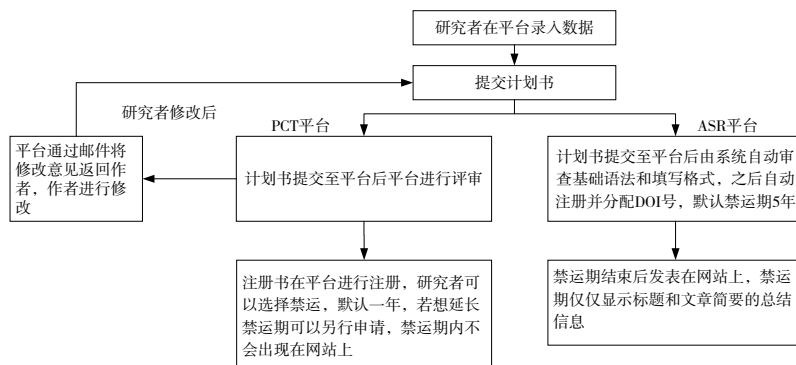 研究者在平台录入数据
提交计划书
研究者修改后
PCT平台
ASR平台
平台通过邮件将
修改意见返回作
者，作者进行修
改
计划书提交至平台后平台进行评审
计划书提交至平台后由系统自动审
查基础语法和填写格式，之后自动
注册并分配DOI号，默认禁运期5年
注册书在平台进行注册，研究者可
以选择禁运，默认一年，若想延长
禁运期可以另行申请，禁运期内不
会出现在网站上
禁运期结束后发表在网站上，禁运
期仅仅显示标题和文章简要的总结
信息